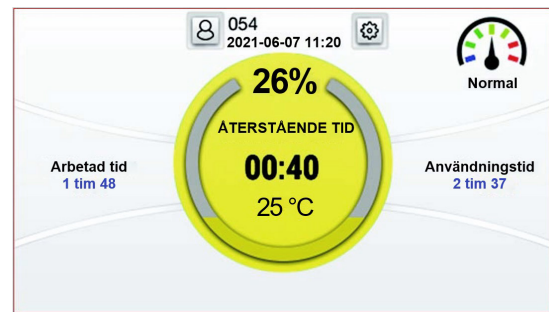 054
2021-06-07 11:20
Normal
26%
ÅTERSTÅENDE TID
00:40
25 °C
Arbetad tid
1 tim 48
Användningstid
2 tim 37